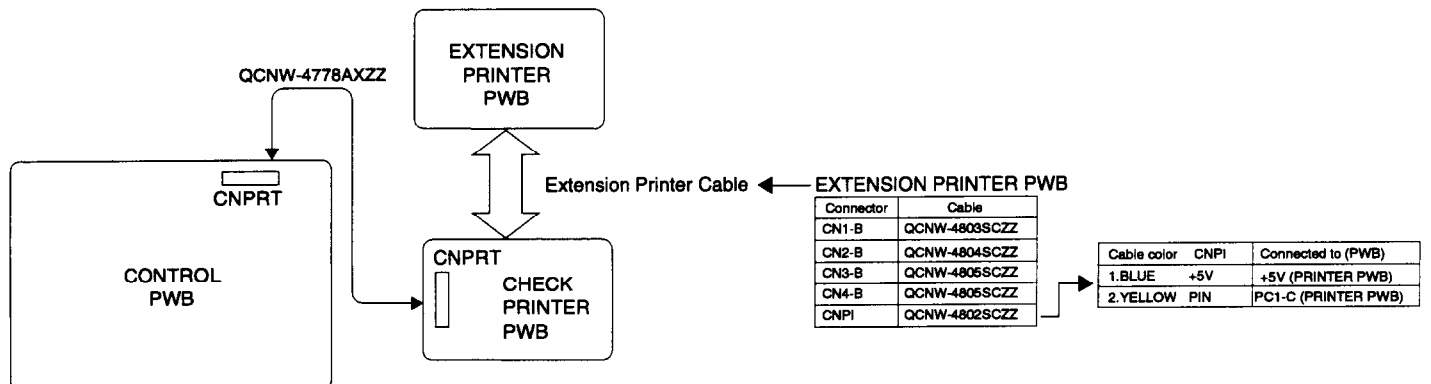 EXTENSION
PRINTER
PWB
QCNW-4778AXZZ
CNPRT
CONTROL
PWB
CNPRT
CHECK
PRINTER
PWB
Extension Printer Cable
EXTENSION PRINTER PWB
Connector Cable
CN1-B QCNW-4803SCZZ
CN2-B QCNW-4804SCZZ
CN3-B QCNW-4805SCZZ
CN4-B QCNW-4805SCZZ
CNPI QCNW-4802SCZZ
Cable color CNPI Connected to (PWB)
1.BLUE +5V +5V (PRINTER PWB)
2.YELLOW PIN PC1-C (PRINTER PWB)